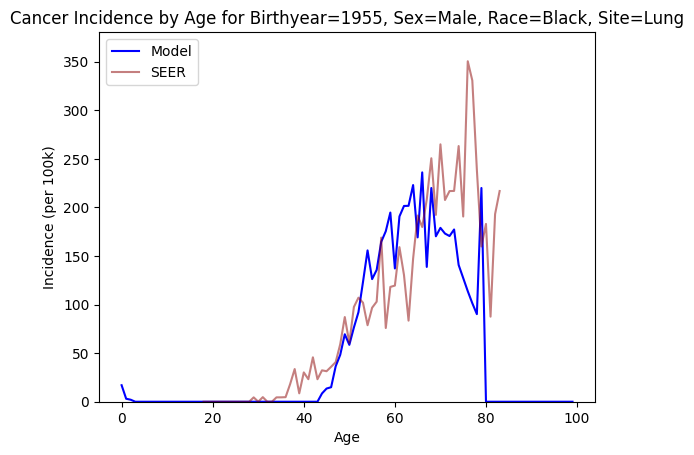 Cancer Incidence by Age for Birthyear=1955, Sex=Male, Race=Black, Site=Lung
Model
SEER
Incidence (per 100k)
350
300
250
200
150
100
50
0
0 20 40 60 80 100
Age